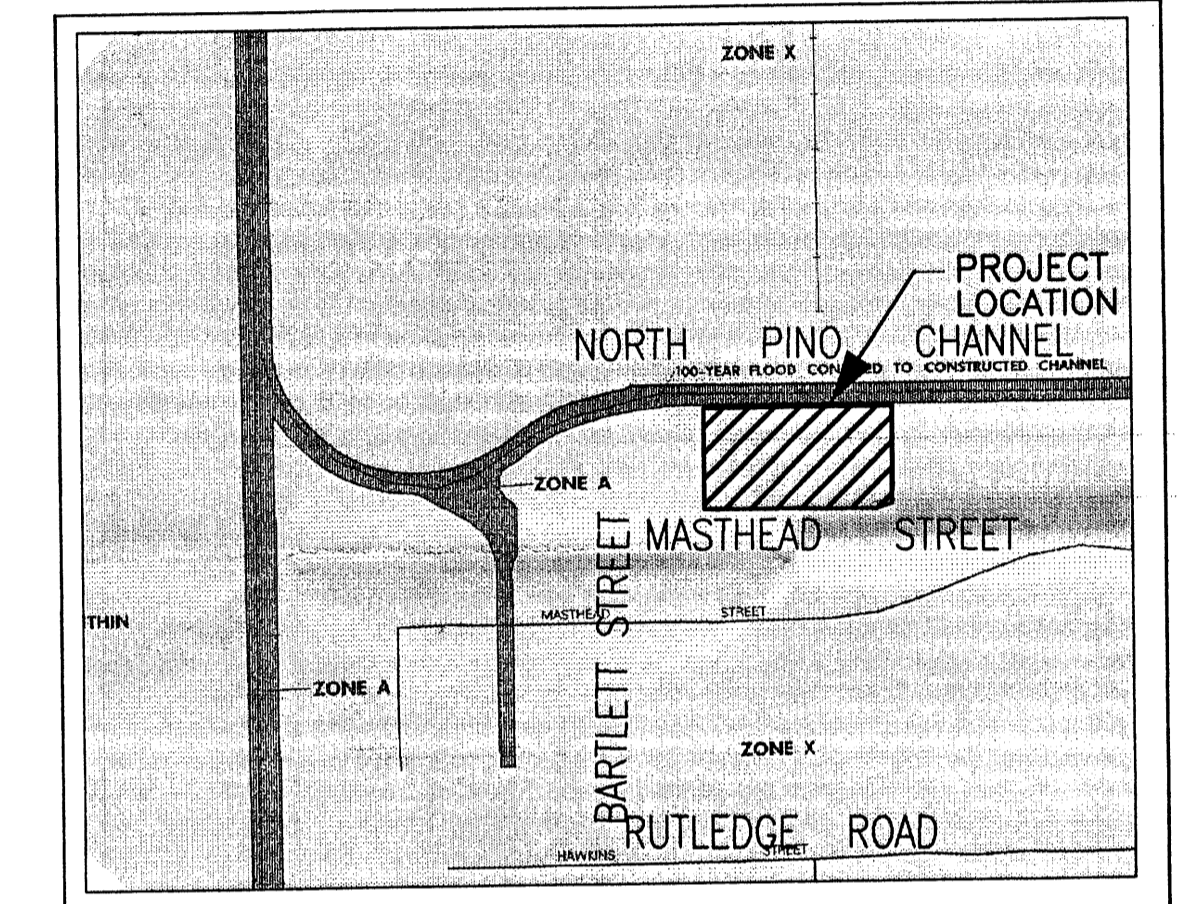 ZONE X
PROJECT
LOCATION
NORTH PINO CHANNEL
100-YEAR FLOOD CON ED TO CONSTRUCTED CHANNEL
ZONE A
MASTHEAD STREET
BARTLETT STREET
MASTHEAD STREET
THIN
ZONE A
ZONE X
RUTLEDGE ROAD
HAWKINS STREET